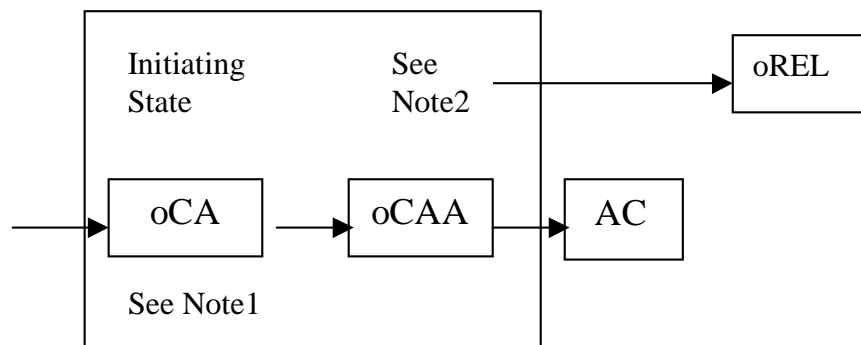 Initiating
State
See
Note2
oREL
oCA
oCAA
AC
See Note1